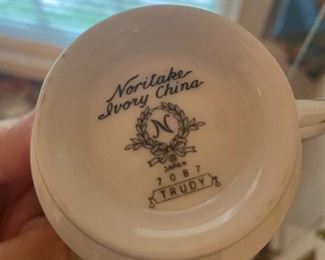 Noritake
Ivory China
N
JAPAN
7087
TRUDY